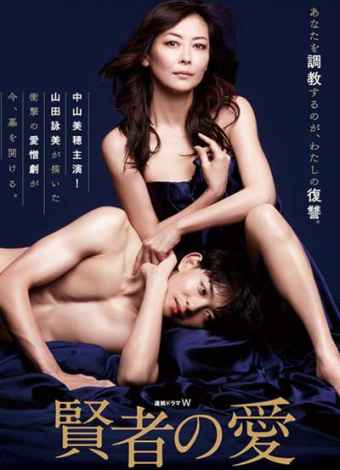 あなたを調教するのが、わたしの復讐。
中山美穂主演！
山田詠美が描いた
衝撃の愛憎劇が
今、幕を開ける。
連続ドラマW
賢者の愛